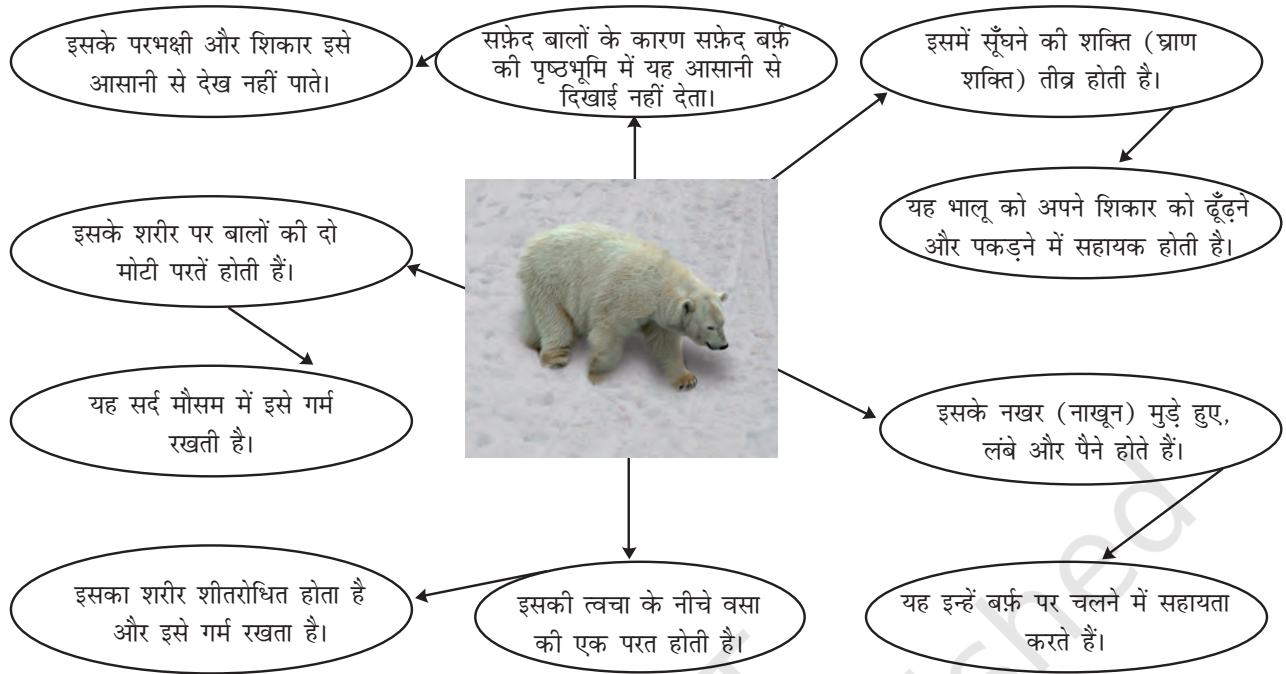 इसके परभक्षी और शिकार इसे
आसानी से देख नहीं पाते।
सफ़ेद बालों के कारण सफ़ेद बर्फ़
की पृष्ठभूमि में यह आसानी से
दिखाई नहीं देता।
इसमें सूँघने की शक्ति (घ्राण
शक्ति) तीव्र होती है।
यह भालू को अपने शिकार को ढूँढ़ने
और पकड़ने में सहायक होती है।
इसके शरीर पर बालों की दो
मोटी परतें होती हैं।
यह सर्द मौसम में इसे गर्म
रखती है।
इसके नखर (नाखून) मुड़े हुए,
लंबे और पैने होते हैं।
इसका शरीर शीतरोधित होता है
और इसे गर्म रखता है।
इसकी त्वचा के नीचे वसा
की एक परत होती है।
यह इन्हें बर्फ़ पर चलने में सहायता
करते हैं।